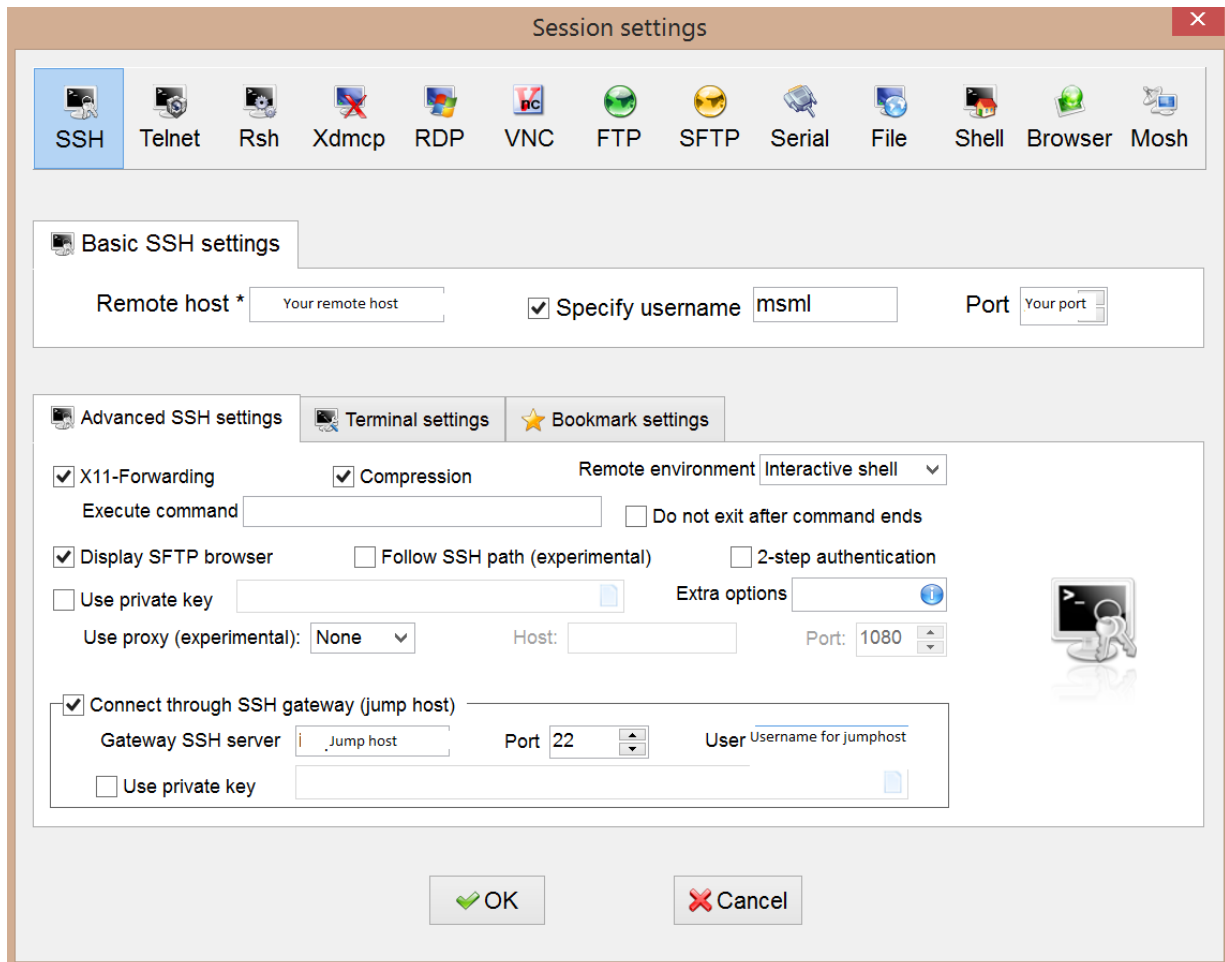 Session settings
SSH Telnet Rsh Xdmcp RDP VNC FTP SFTP Serial File Shell Browser Mosh
Basic SSH settings
Remote host * Your remote host Specify username msml Port Your port
Advanced SSH settings Terminal settings Bookmark settings
X11-Forwarding Compression Remote environment Interactive shell
Execute command Do not exit after command ends
Display SFTP browser Follow SSH path (experimental) 2-step authentication
Use private key Extra options
Use proxy (experimental): None Host: Port: 1080
Connect through SSH gateway (jump host)
Gateway SSH server Jump host Port 22 User Username for jumphost
Use private key
OK Cancel